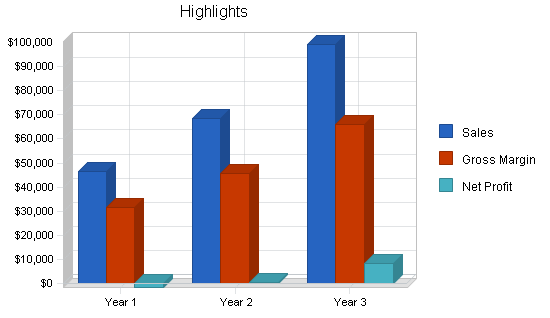 Highlights
$100,000
$90,000
$80,000
$70,000
$60,000
$50,000
$40,000
$30,000
$20,000
$10,000
$0
Year 1
Year 2
Year 3
Sales
Gross Margin
Net Profit